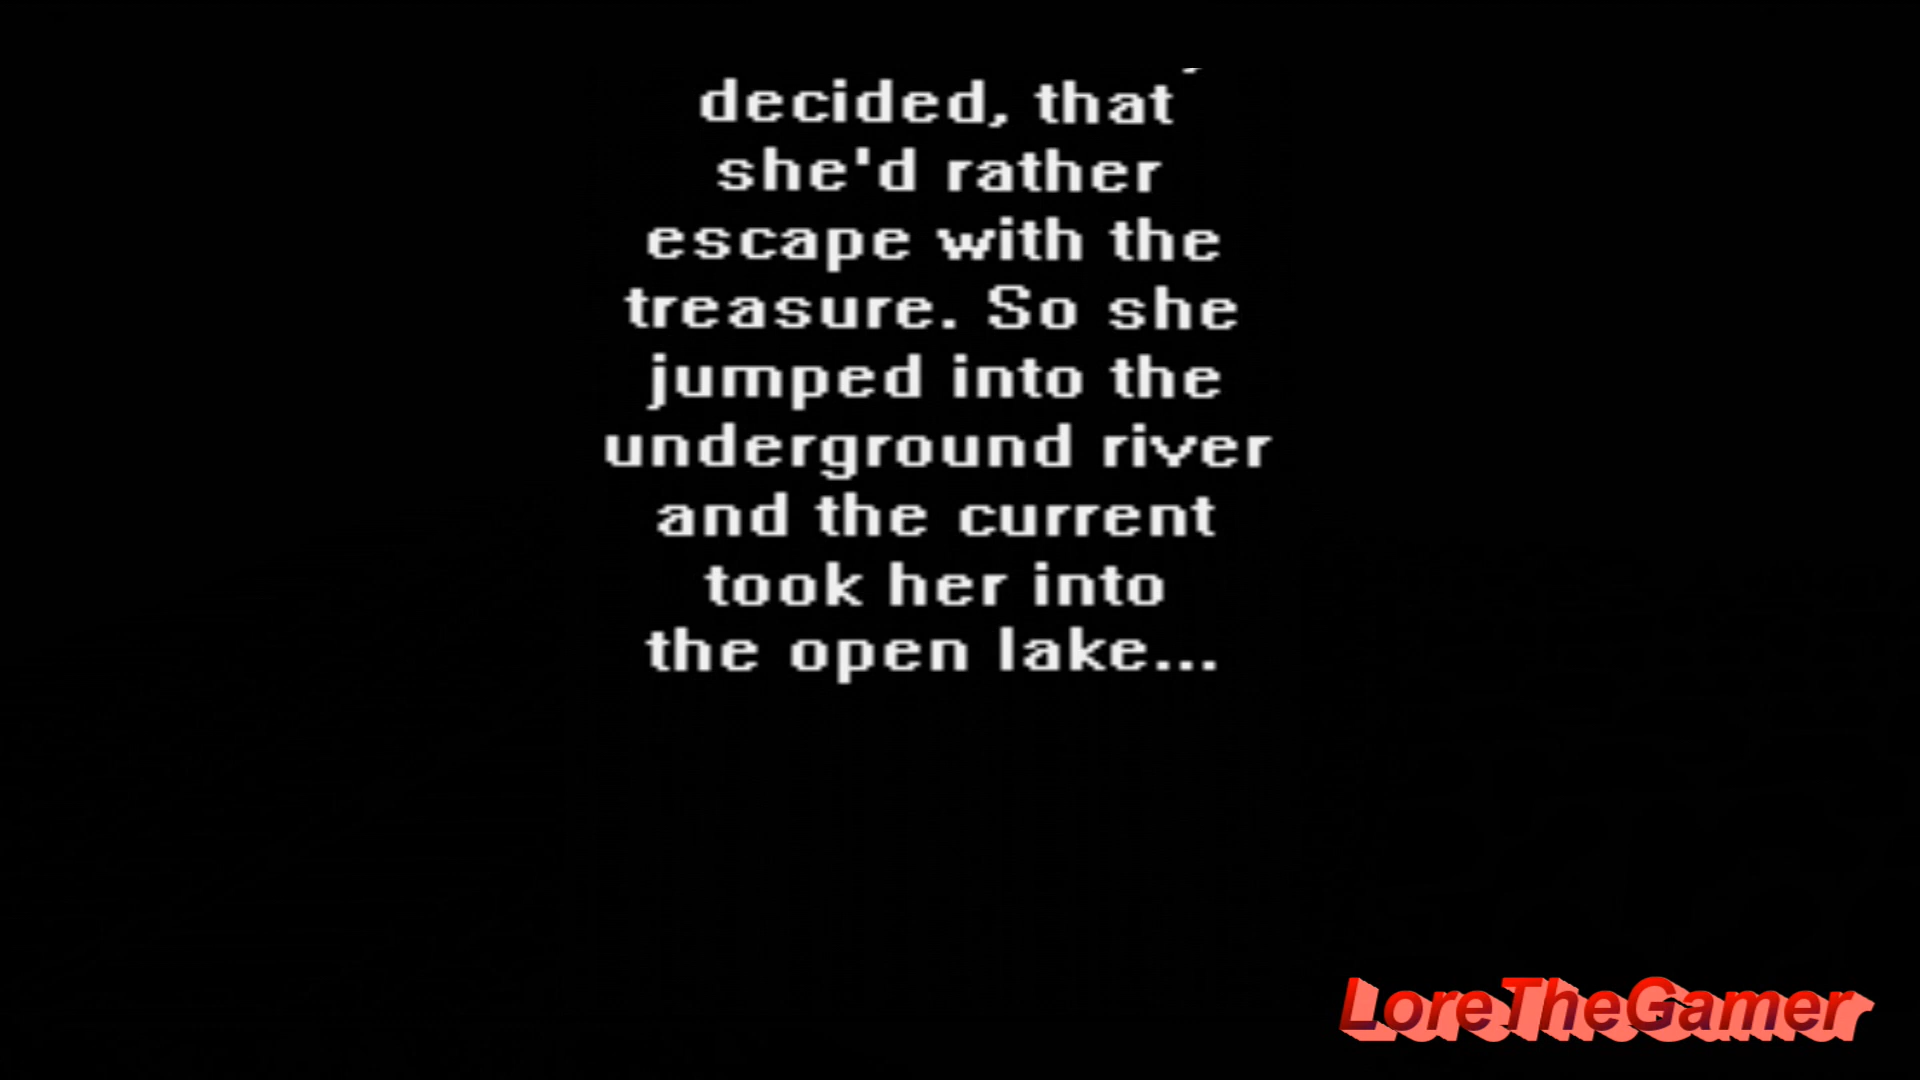 decided, that
she'd rather
escape with the
treasure. So she
jumped into the
underground river
and the current
took her into
the open lake...
LoreTheGamer